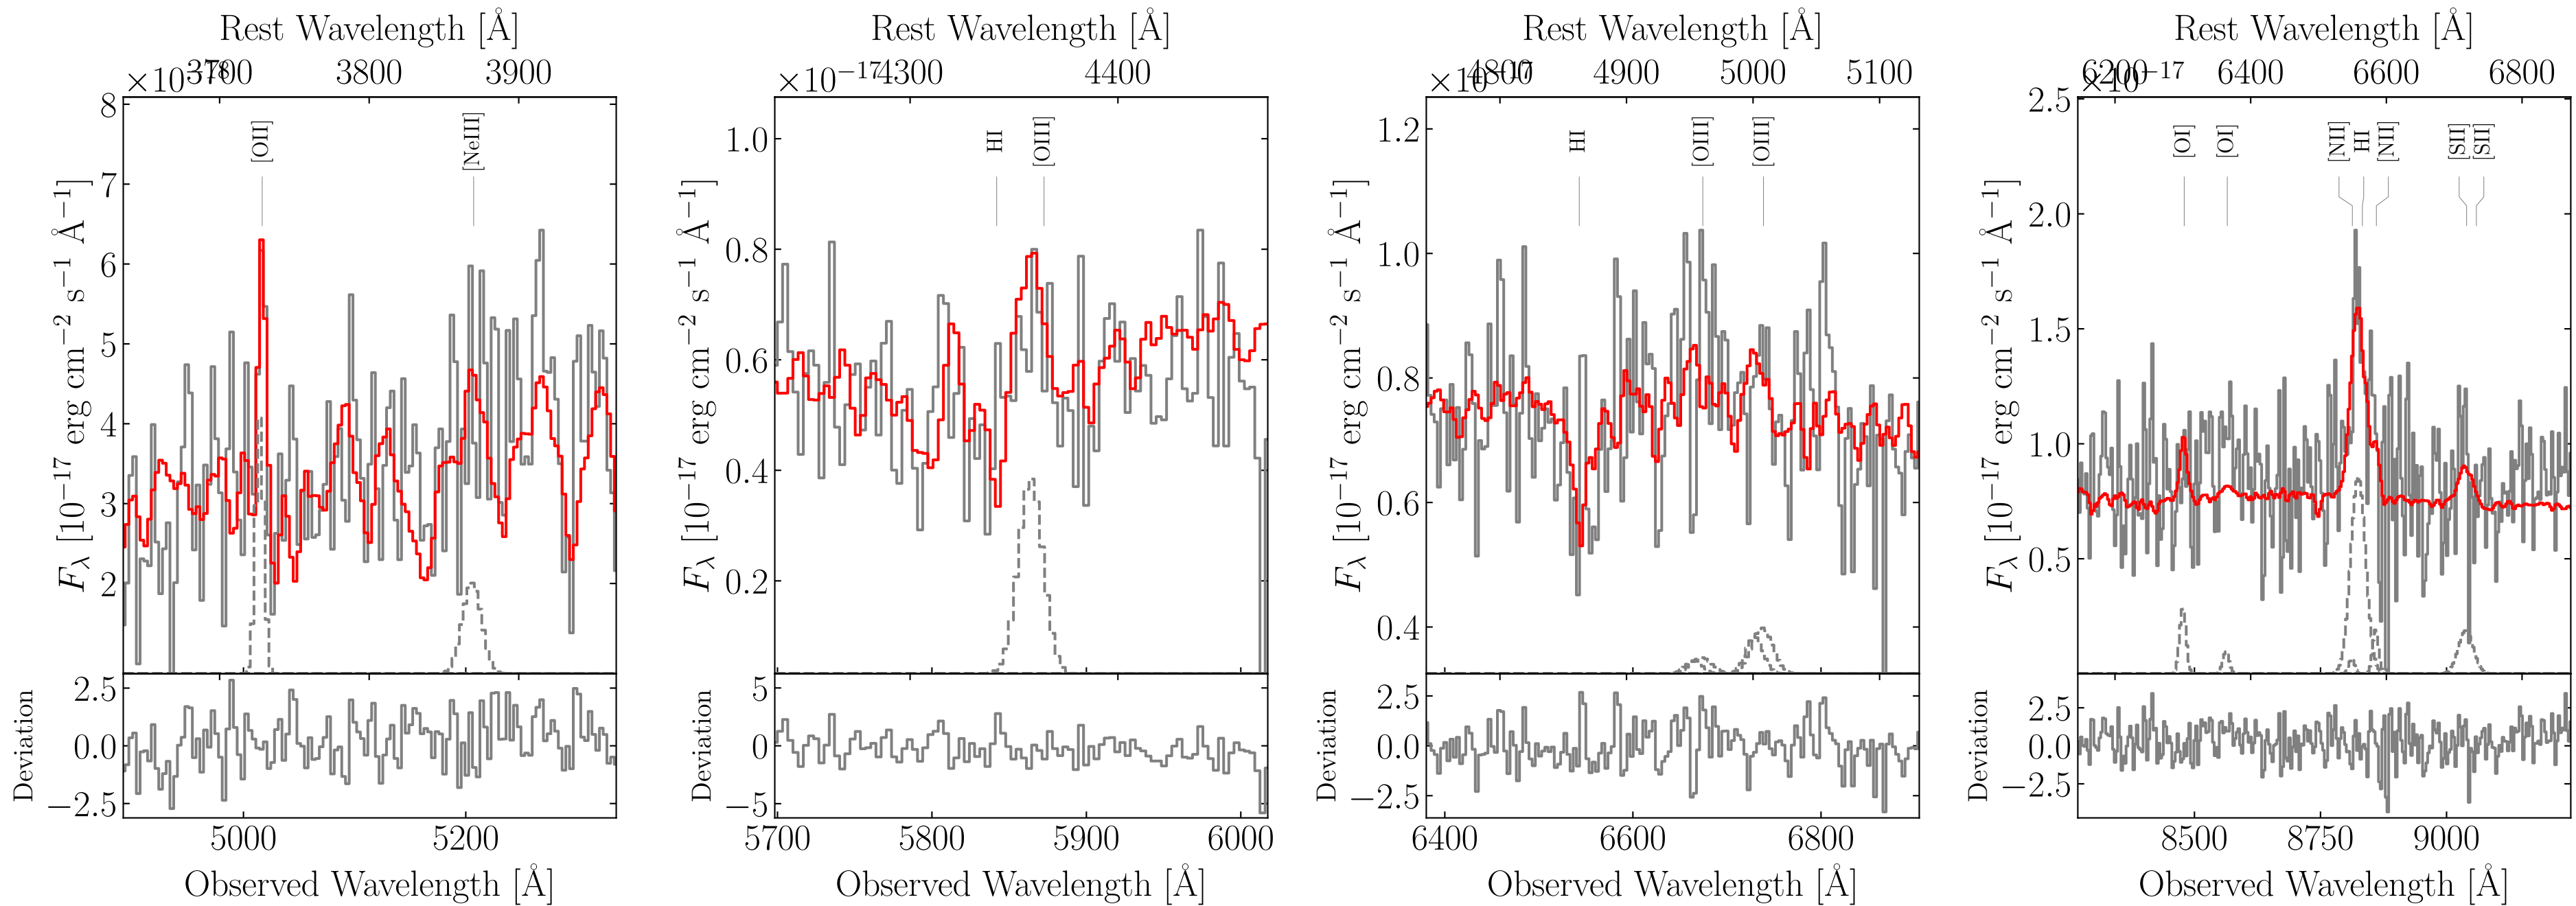 Rest Wavelength [Å]
×10⁻¹⁸ 3700 3800 3900
8
7
6
5
4
3
2
[OII]
[NeIII]
F_λ [10⁻¹⁷ erg cm⁻² s⁻¹ Å⁻¹]
2.5
0.0
−2.5
Deviation
5000 5200
Observed Wavelength [Å]
Rest Wavelength [Å]
×10⁻¹⁷ 4300 4400
1.0
0.8
0.6
0.4
0.2
HI
[OIII]
F_λ [10⁻¹⁷ erg cm⁻² s⁻¹ Å⁻¹]
5
0
−5
Deviation
5700 5800 5900 6000
Observed Wavelength [Å]
Rest Wavelength [Å]
×10⁻¹⁷ 4800 4900 5000 5100
1.2
1.0
0.8
0.6
0.4
HI
[OIII]
[OIII]
F_λ [10⁻¹⁷ erg cm⁻² s⁻¹ Å⁻¹]
2.5
0.0
−2.5
Deviation
6400 6600 6800
Observed Wavelength [Å]
Rest Wavelength [Å]
×10⁻¹⁷ 6200 6400 6600 6800
2.5
2.0
1.5
1.0
0.5
[OI]
[OI]
[NII]
HI
[NII]
[SII]
[SII]
F_λ [10⁻¹⁷ erg cm⁻² s⁻¹ Å⁻¹]
2.5
0.0
−2.5
Deviation
8500 8750 9000
Observed Wavelength [Å]